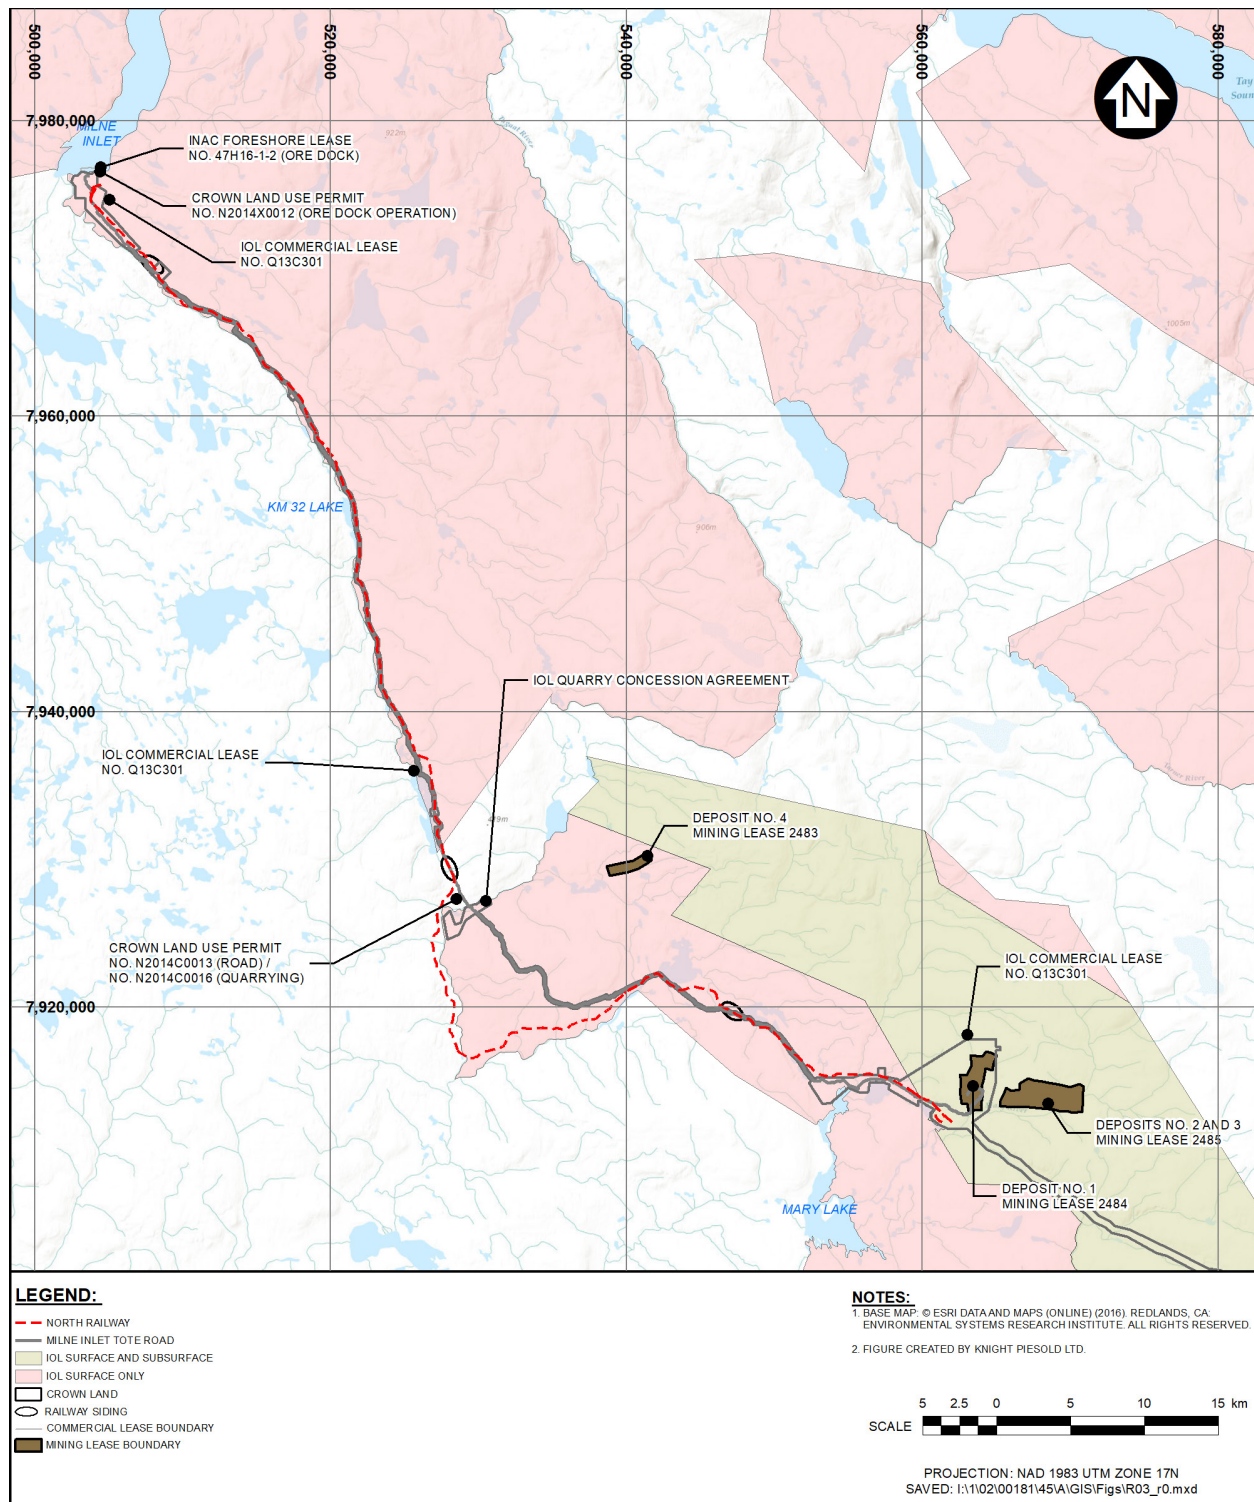 500,000
520,000
540,000
560,000
580,000
Tay
Soun
N
7,980,000
MILNE
INLET
922m
INAC FORESHORE LEASE
NO. 47H16-1-2 (ORE DOCK)
CROWN LAND USE PERMIT
NO. N2014X0012 (ORE DOCK OPERATION)
IOL COMMERCIAL LEASE
NO. Q13C301
1005m
7,960,000
KM 32 LAKE
906m
IOL QUARRY CONCESSION AGREEMENT
7,940,000
IOL COMMERCIAL LEASE
NO. Q13C301
River
479m
DEPOSIT NO. 4
MINING LEASE 2483
CROWN LAND USE PERMIT
NO. N2014C0013 (ROAD) /
NO. N2014C0016 (QUARRYING)
IOL COMMERCIAL LEASE
NO. Q13C301
7,920,000
DEPOSITS NO. 2 AND 3
MINING LEASE 2485
DEPOSIT NO. 1
MINING LEASE 2484
MARY LAKE
LEGEND:
NORTH RAILWAY
MILNE INLET TOTE ROAD
IOL SURFACE AND SUBSURFACE
IOL SURFACE ONLY
CROWN LAND
RAILWAY SIDING
COMMERCIAL LEASE BOUNDARY
MINING LEASE BOUNDARY
NOTES:
1. BASE MAP: © ESRI DATA AND MAPS (ONLINE) (2016). REDLANDS, CA:
ENVIRONMENTAL SYSTEMS RESEARCH INSTITUTE. ALL RIGHTS RESERVED.
2. FIGURE CREATED BY KNIGHT PIESOLD LTD.
5 2.5 0 5 10 15 km
SCALE
PROJECTION: NAD 1983 UTM ZONE 17N
SAVED: I:\1\02\00181\45\A\GIS\Figs\R03_r0.mxd